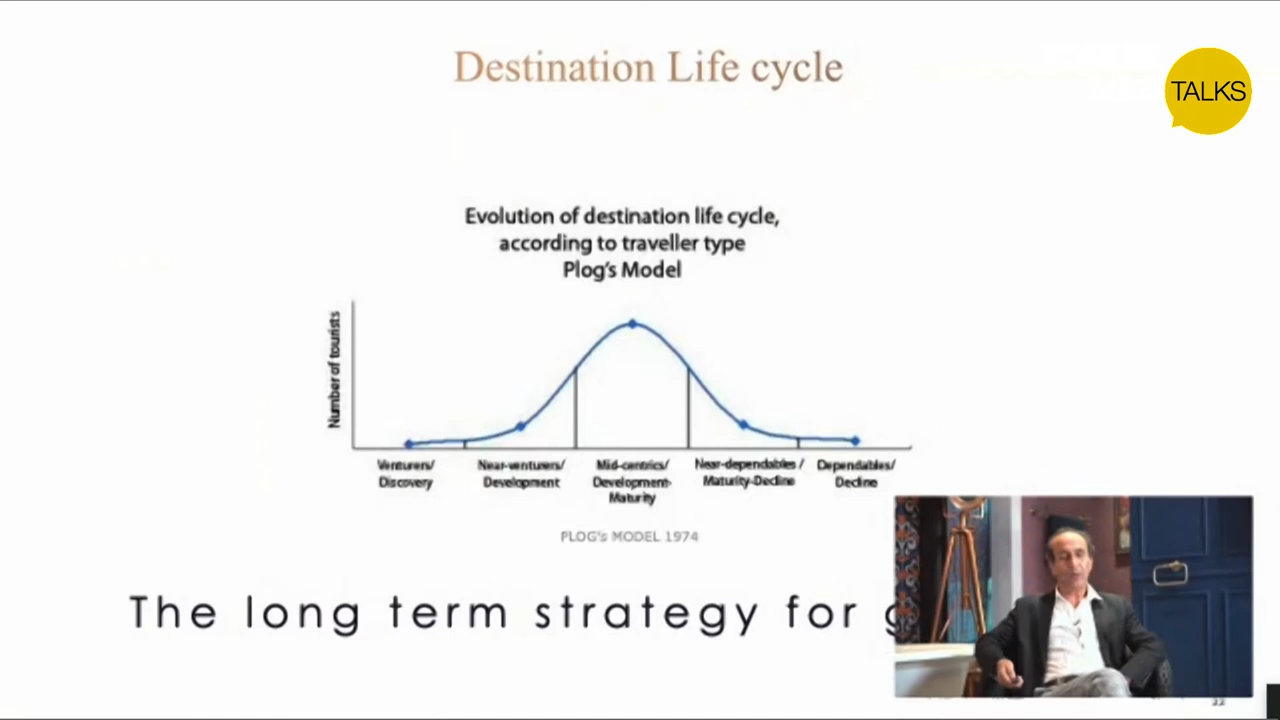 Destination Life cycle
TALKS
Evolution of destination life cycle,
according to traveller type
Plog's Model
Number of tourists
Venturers/
Discovery
Near-venturers/
Development
Mid-centrics/
Development-
Maturity
Near-dependables /
Maturity-Decline
Dependables/
Decline
PLOG's MODEL 1974
The long term strategy for